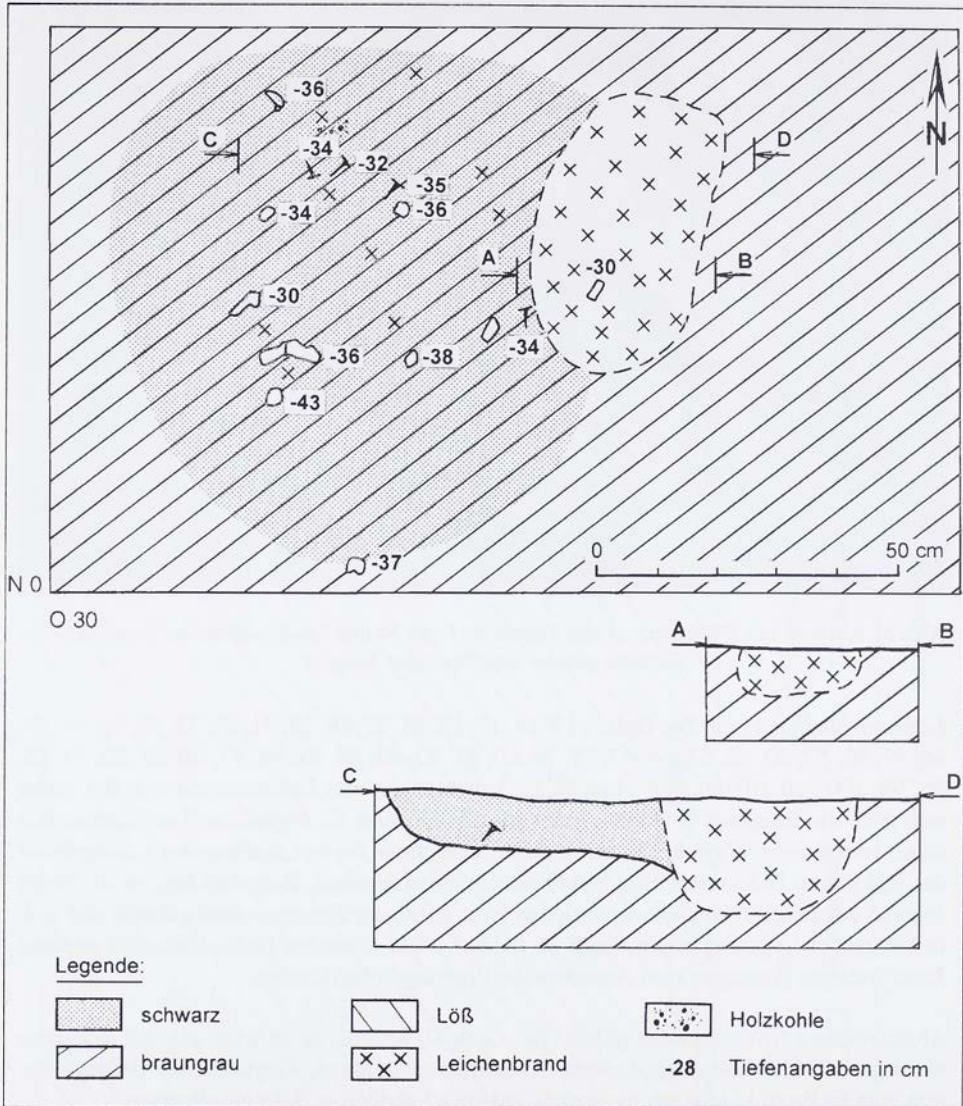 -36
N
C
D
-34
-32
-35
-34
-36
A
B
-30
-30
-34
-36
-38
-43
-37
0 50 cm
N 0
O 30
A B
C D
Legende:
schwarz Löß Holzkohle
braungrau Leichenbrand -28 Tiefenangaben in cm